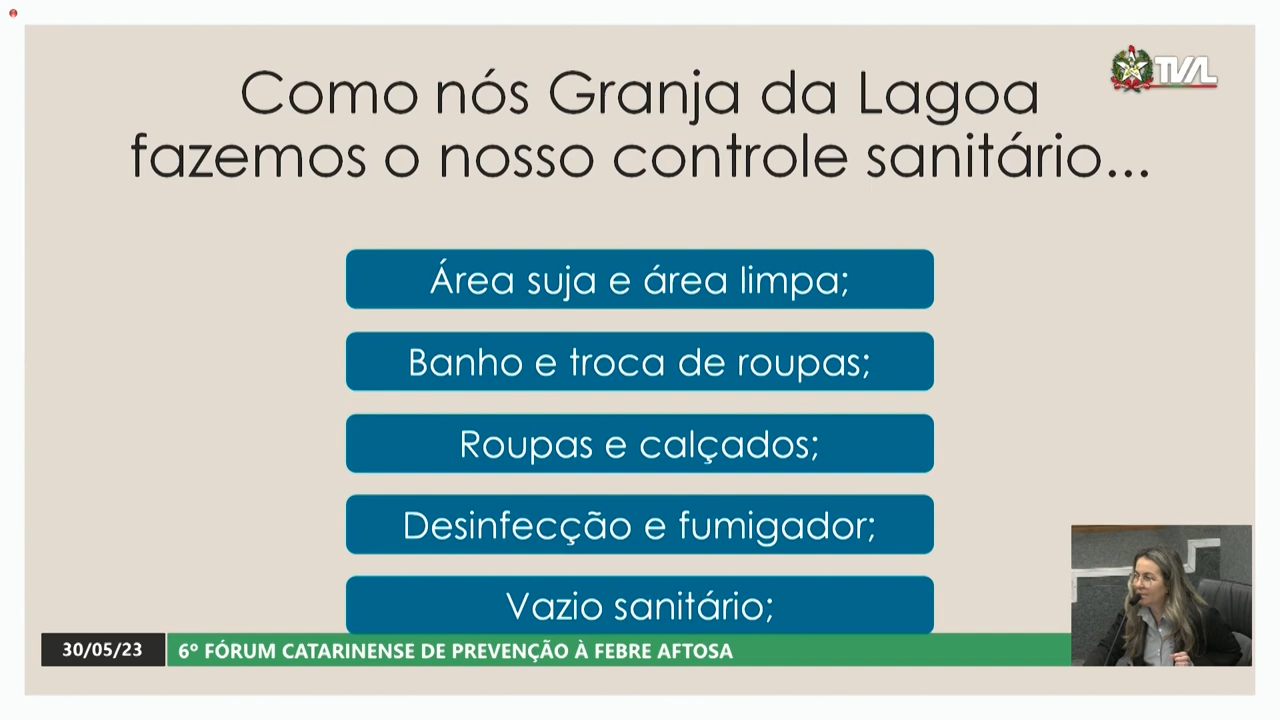 TVAL
Como nós Granja da Lagoa
fazemos o nosso controle sanitário...
Área suja e área limpa;
Banho e troca de roupas;
Roupas e calçados;
Desinfecção e fumigador;
Vazio sanitário;
30/05/23
6º FÓRUM CATARINENSE DE PREVENÇÃO À FEBRE AFTOSA